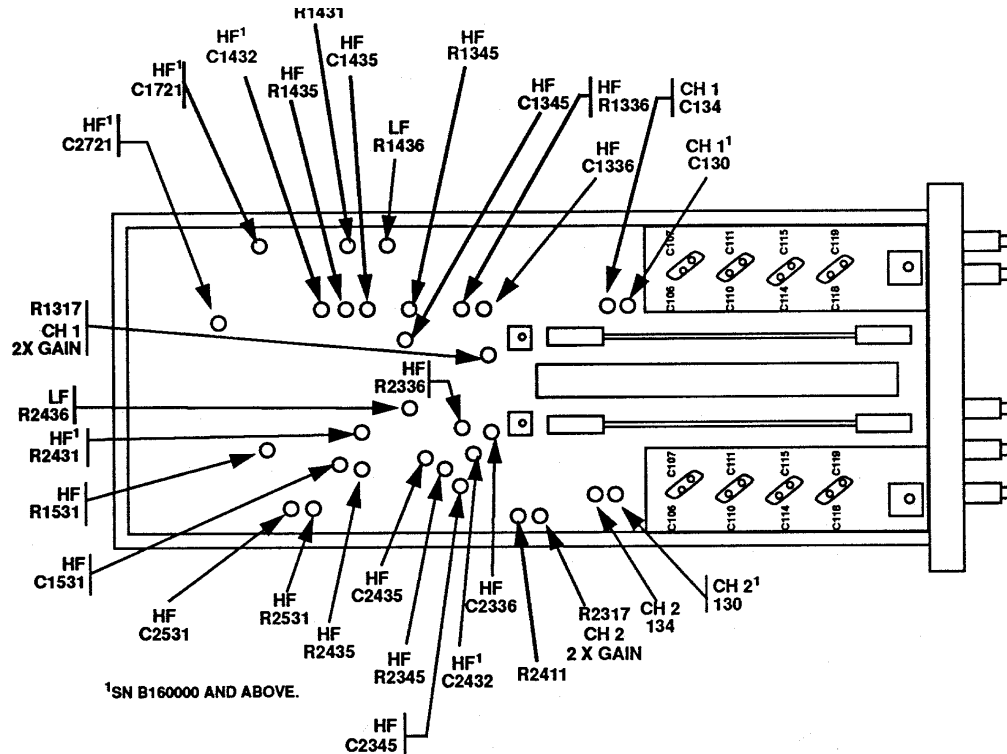 R1431
HF¹
C1432
HF
C1435
HF
R1345
HF¹
C1721
HF
R1435
HF
C1345
HF
R1336
CH 1
C134
HF¹
C2721
LF
R1436
HF
C1336
CH 1¹
C130
C107
C111
C115
C119
C106
C110
C114
C118
R1317
CH 1
2X GAIN
HF
R2336
LF
R2436
HF¹
R2431
HF
R1531
C107
C111
C115
C119
C106
C110
C114
C118
HF
C1531
HF
C2531
HF
R2531
HF
R2435
HF
C2435
HF
R2345
HF¹
C2432
HF
C2336
R2411
R2317
CH 2
2 X GAIN
CH 2
134
CH 2¹
130
HF
C2345
¹SN B160000 AND ABOVE.